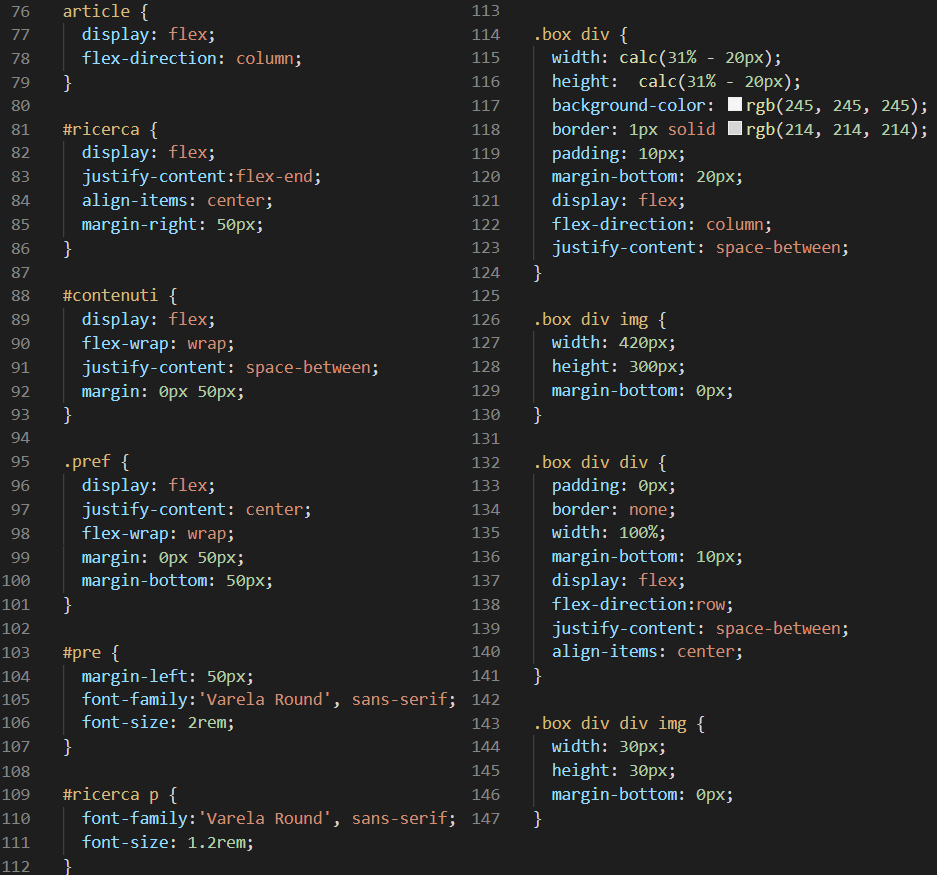 76 article {
77 display: flex;
78 flex-direction: column;
79 }
80
81 #ricerca {
82 display: flex;
83 justify-content:flex-end;
84 align-items: center;
85 margin-right: 50px;
86 }
87
88 #contenuti {
89 display: flex;
90 flex-wrap: wrap;
91 justify-content: space-between;
92 margin: 0px 50px;
93 }
94
95 .pref {
96 display: flex;
97 justify-content: center;
98 flex-wrap: wrap;
99 margin: 0px 50px;
100 margin-bottom: 50px;
101 }
102
103 #pre {
104 margin-left: 50px;
105 font-family:'Varela Round', sans-serif;
106 font-size: 2rem;
107 }
108
109 #ricerca p {
110 font-family:'Varela Round', sans-serif;
111 font-size: 1.2rem;
112 }
113
114 .box div {
115 width: calc(31% - 20px);
116 height:  calc(31% - 20px);
117 background-color: rgb(245, 245, 245);
118 border: 1px solid rgb(214, 214, 214);
119 padding: 10px;
120 margin-bottom: 20px;
121 display: flex;
122 flex-direction: column;
123 justify-content: space-between;
124 }
125
126 .box div img {
127 width: 420px;
128 height: 300px;
129 margin-bottom: 0px;
130 }
131
132 .box div div {
133 padding: 0px;
134 border: none;
135 width: 100%;
136 margin-bottom: 10px;
137 display: flex;
138 flex-direction:row;
139 justify-content: space-between;
140 align-items: center;
141 }
142
143 .box div div img {
144 width: 30px;
145 height: 30px;
146 margin-bottom: 0px;
147 }